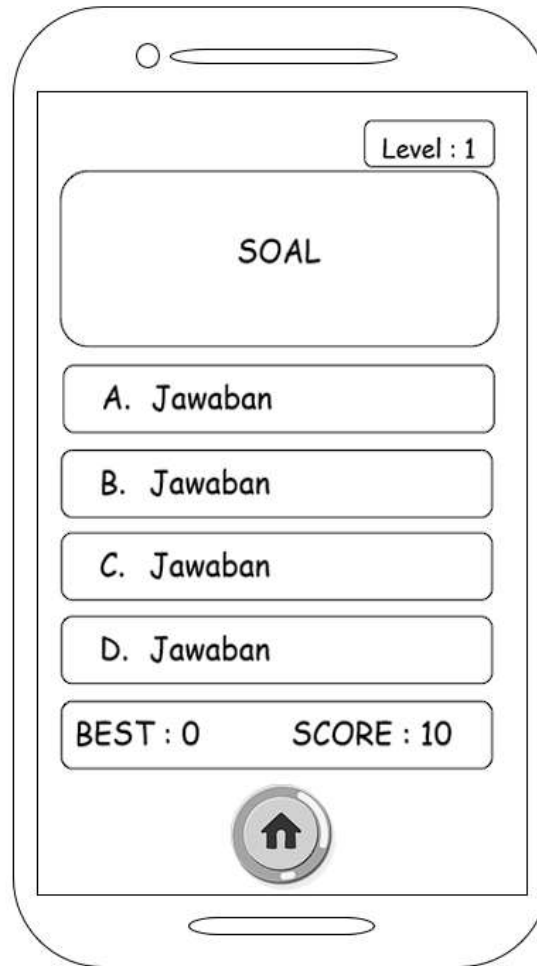 Level : 1
SOAL
A. Jawaban
B. Jawaban
C. Jawaban
D. Jawaban
BEST : 0 SCORE : 10